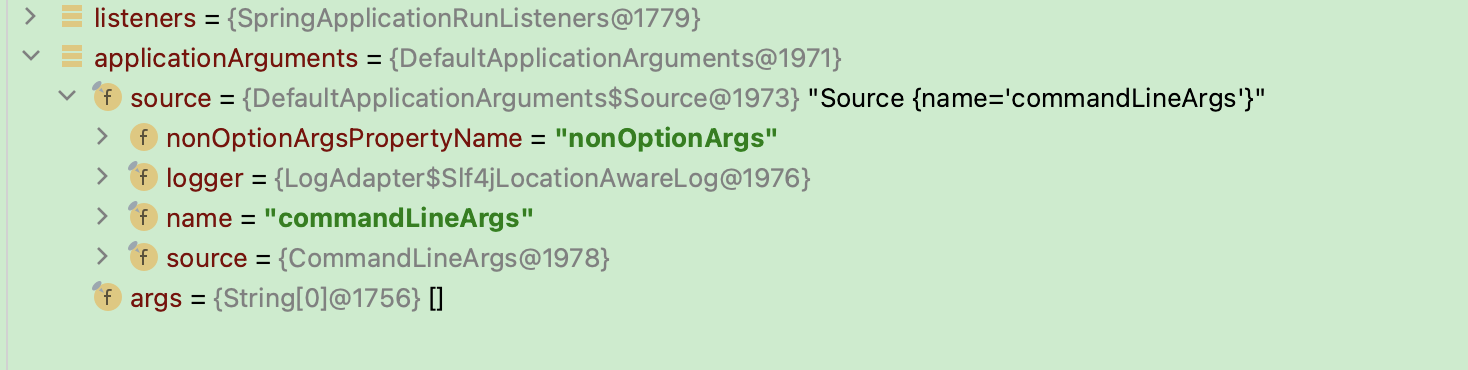 listeners = {SpringApplicationRunListeners@1779}
applicationArguments = {DefaultApplicationArguments@1971}
f source = {DefaultApplicationArguments$Source@1973} "Source {name='commandLineArgs'}"
f nonOptionArgsPropertyName = "nonOptionArgs"
f logger = {LogAdapter$Slf4jLocationAwareLog@1976}
f name = "commandLineArgs"
f source = {CommandLineArgs@1978}
f args = {String[0]@1756} []